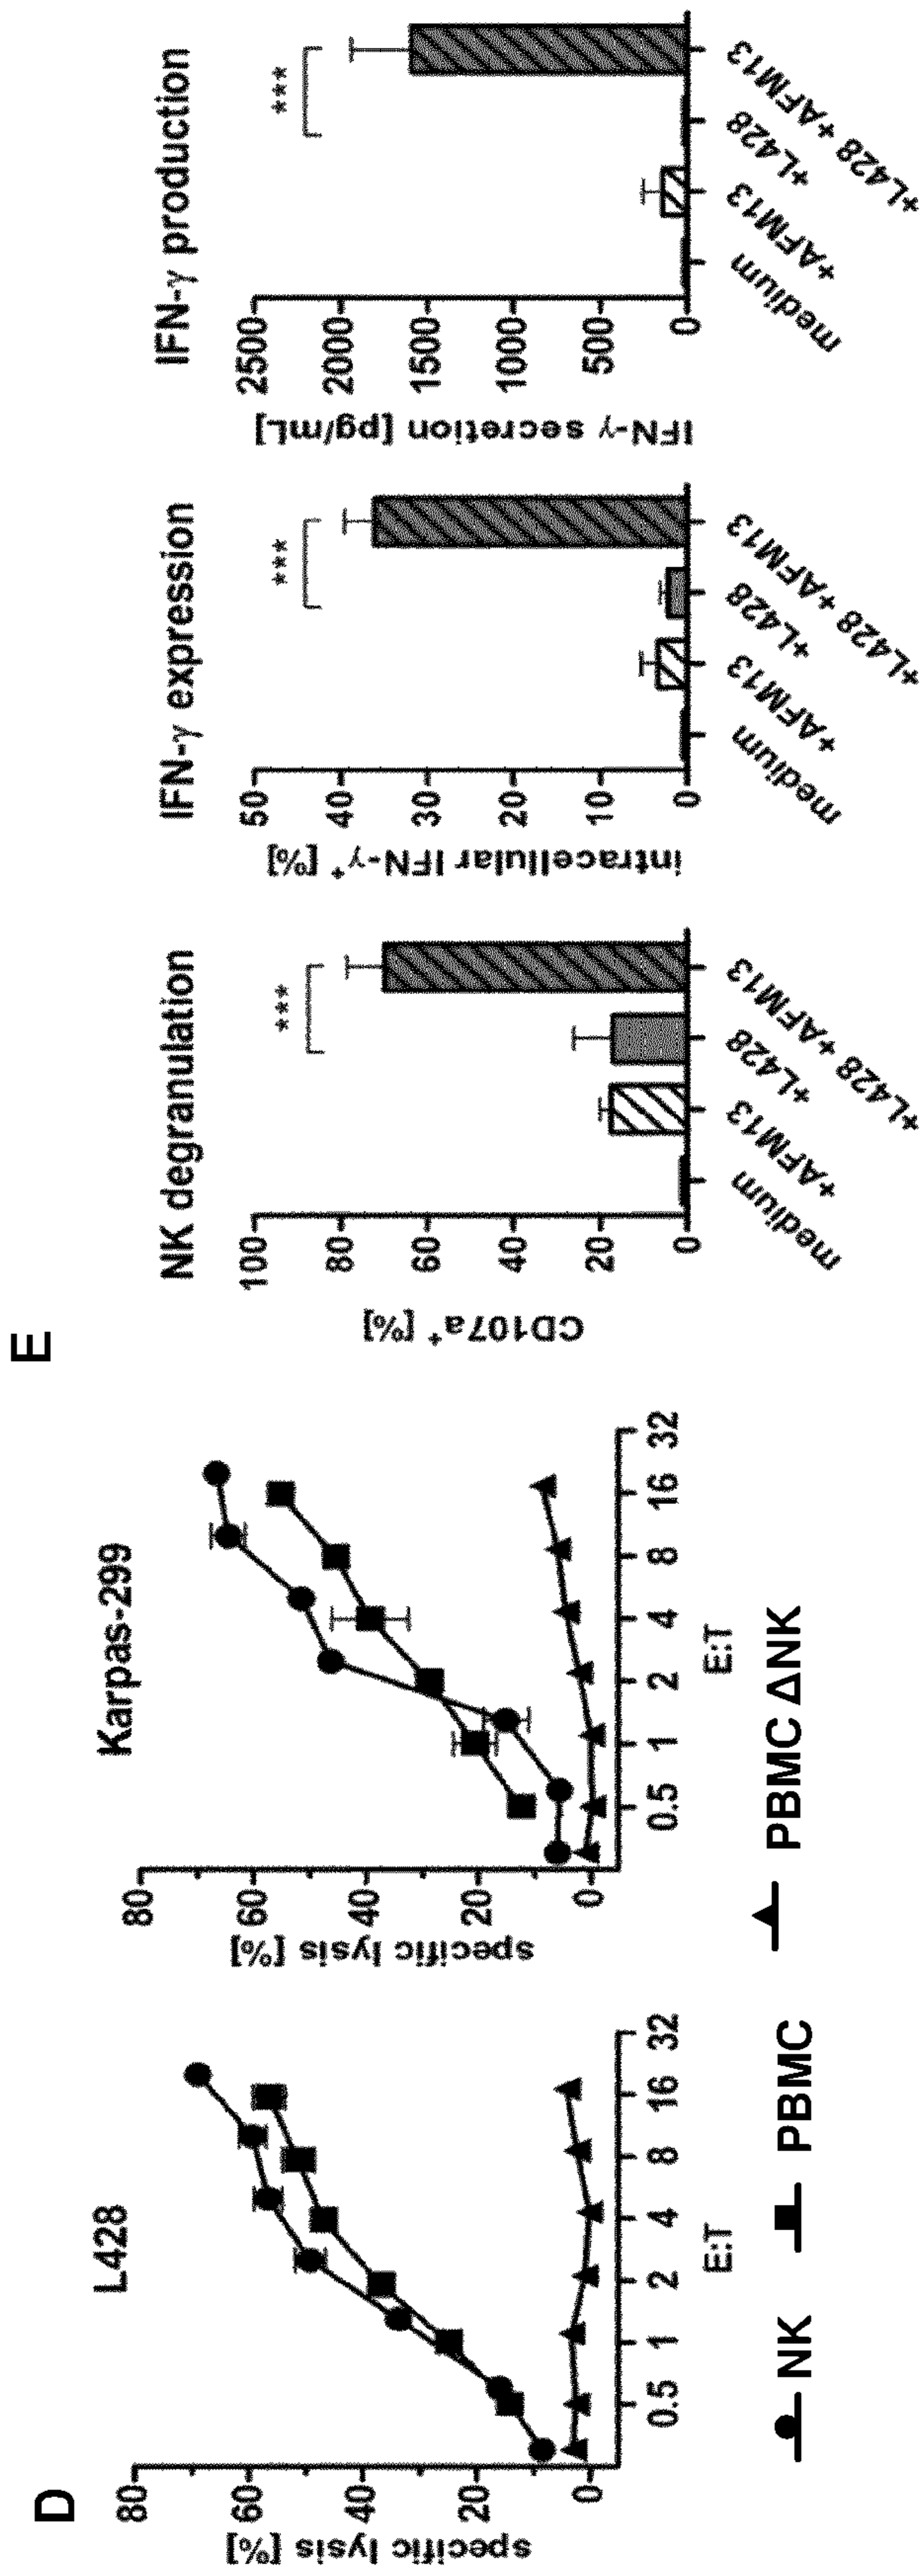 D
L428
specific lysis [%]
80
60
40
20
0
0.5
1
2
4
8
16
32
E:T
Karpas-299
specific lysis [%]
80
60
40
20
0
0.5
1
2
4
8
16
32
E:T
NK
PBMC
PBMC ΔNK
E
NK degranulation
CD107a⁺ [%]
100
80
60
40
20
0
***
medium
+AFM13
+L428
+L428 + AFM13
IFN-γ expression
intracellular IFN-γ⁺ [%]
50
40
30
20
10
0
***
medium
+AFM13
+L428
+L428 + AFM13
IFN-γ production
IFN-γ secretion [pg/mL]
2500
2000
1500
1000
500
0
***
medium
+AFM13
+L428
+L428 + AFM13